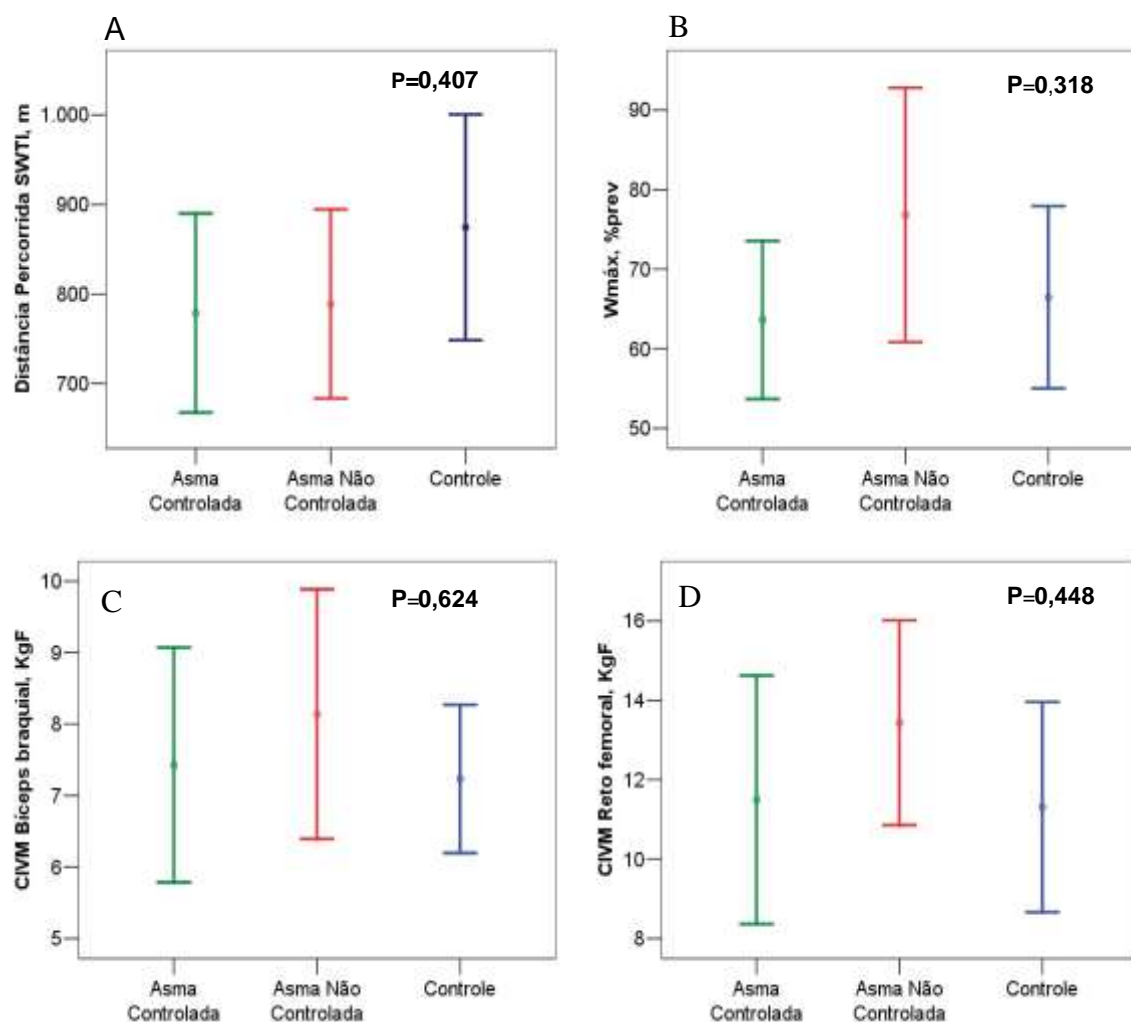 A
P=0,407
Distância Percorrida SWTI, m
1.000
900
800
700
Asma
Controlada
Asma Não
Controlada
Controle
B
P=0,318
Wmáx, %prev
90
80
70
60
50
Asma
Controlada
Asma Não
Controlada
Controle
C
P=0,624
CIVM Bíceps braquial, KgF
10
9
8
7
6
5
Asma
Controlada
Asma Não
Controlada
Controle
D
P=0,448
CIVM Reto femoral, KgF
16
14
12
10
8
Asma
Controlada
Asma Não
Controlada
Controle